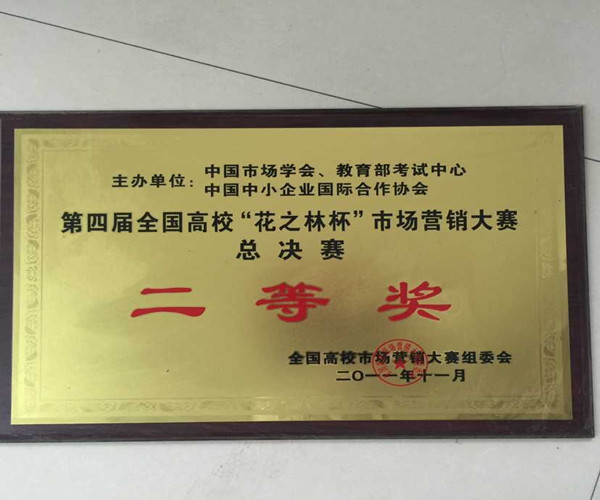 主办单位:
中国市场学会、教育部考试中心
中国中小企业国际合作协会
第四届全国高校“花之林杯”市场营销大赛
总决赛
二等奖
全国高校市场营销大赛组委会
二〇一一年十一月